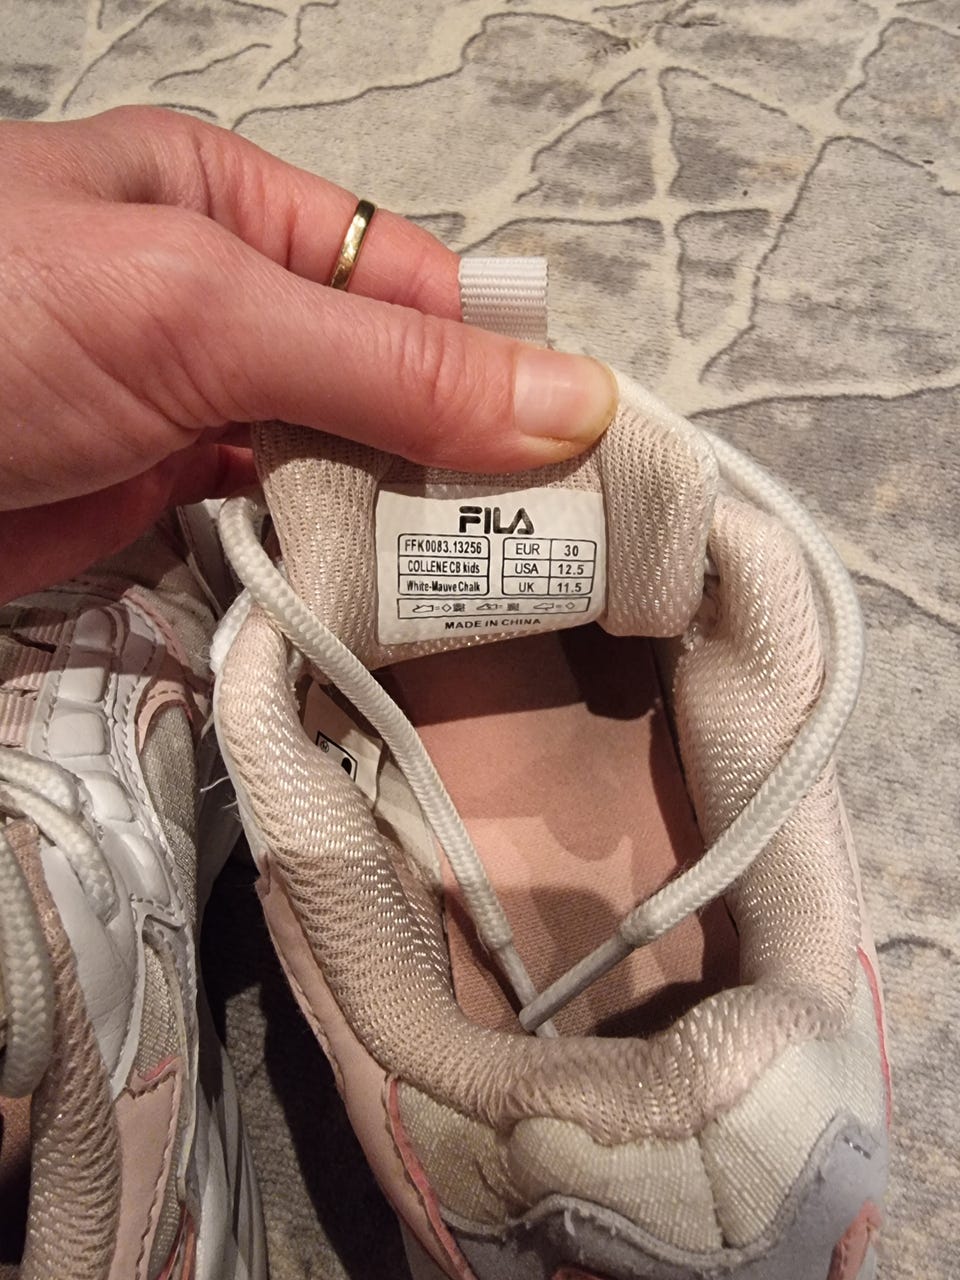 FILA
FFK0083.13256
COLLENE CB kids
White-Mauve Chalk
EUR 30
USA 12.5
UK 11.5
MADE IN CHINA